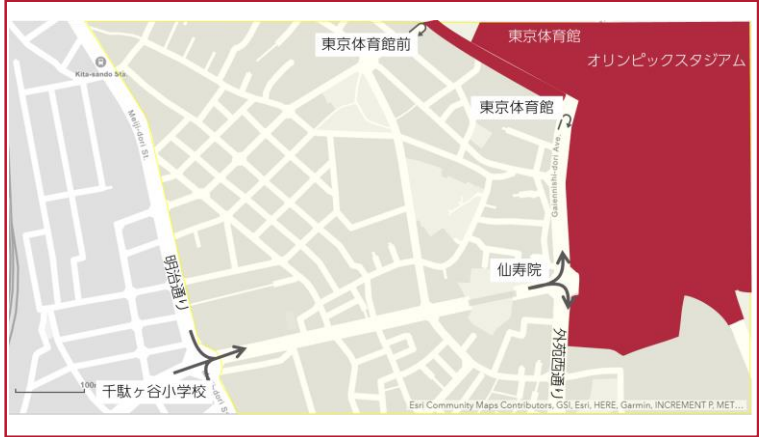 東京体育館前
東京体育館
オリンピックスタジアム
Kita-sando Sta.
東京体育館
Meiji-dori St.
Gaiennishi-dori Ave.
仙寿院
明治通り
外苑西通り
千駄ヶ谷小学校
100
-dori St.
Esri Community Maps Contributors, GSI, Esri, HERE, Garmin, INCREMENT P, MET...